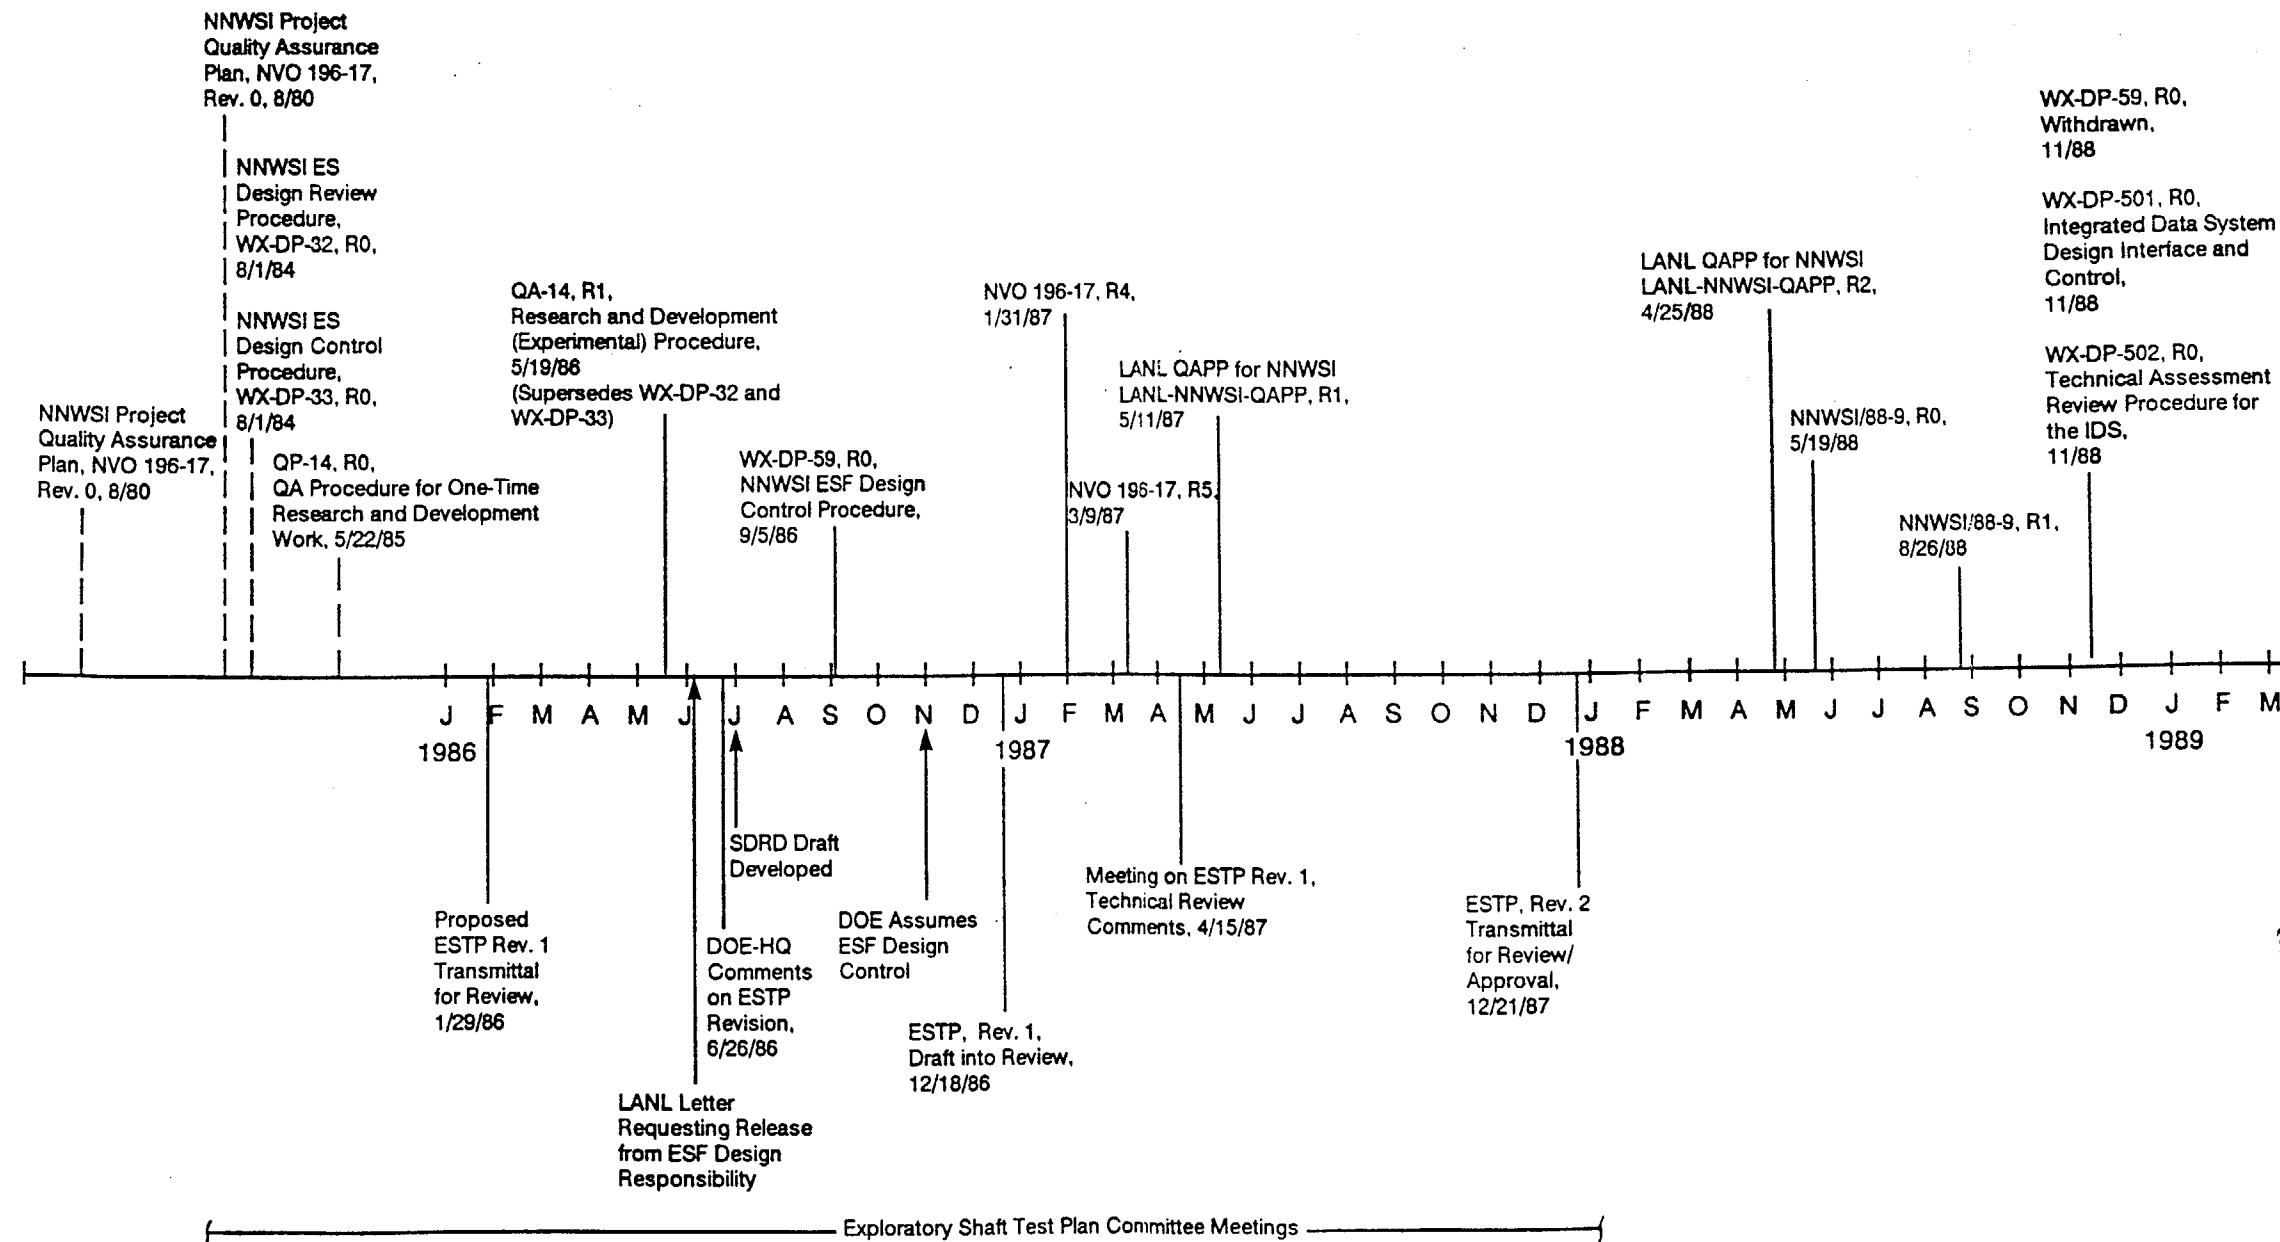 NNWSI Project
Quality Assurance
Plan, NVO 196-17,
Rev. 0, 8/80
NNWSI ES
Design Review
Procedure,
WX-DP-32, R0,
8/1/84
NNWSI ES
Design Control
Procedure,
WX-DP-33, R0,
8/1/84
NNWSI Project
Quality Assurance
Plan, NVO 196-17,
Rev. 0, 8/80
QP-14, R0,
QA Procedure for One-Time
Research and Development
Work, 5/22/85
QA-14, R1,
Research and Development
(Experimental) Procedure,
5/19/86
(Supersedes WX-DP-32 and
WX-DP-33)
WX-DP-59, R0,
NNWSI ESF Design
Control Procedure,
9/5/86
NVO 196-17, R4,
1/31/87
LANL QAPP for NNWSI
LANL-NNWSI-QAPP, R1,
5/11/87
NVO 196-17, R5,
3/9/87
LANL QAPP for NNWSI
LANL-NNWSI-QAPP, R2,
4/25/88
NNWSI/88-9, R0,
5/19/88
NNWSI/88-9, R1,
8/26/88
WX-DP-59, R0,
Withdrawn,
11/88
WX-DP-501, R0,
Integrated Data System
Design Interface and
Control,
11/88
WX-DP-502, R0,
Technical Assessment
Review Procedure for
the IDS,
11/88
J F M A M J J A S O N D J F M A M J J A S O N D J F M A M J J A S O N D J F M
1986 1987 1988 1989
SDRD Draft
Developed
Proposed
ESTP Rev. 1
Transmittal
for Review,
1/29/86
DOE-HQ
Comments
on ESTP
Revision,
6/26/86
DOE Assumes
ESF Design
Control
Meeting on ESTP Rev. 1,
Technical Review
Comments, 4/15/87
ESTP, Rev. 2
Transmittal
for Review/
Approval,
12/21/87
ESTP, Rev. 1,
Draft into Review,
12/18/86
LANL Letter
Requesting Release
from ESF Design
Responsibility
Exploratory Shaft Test Plan Committee Meetings